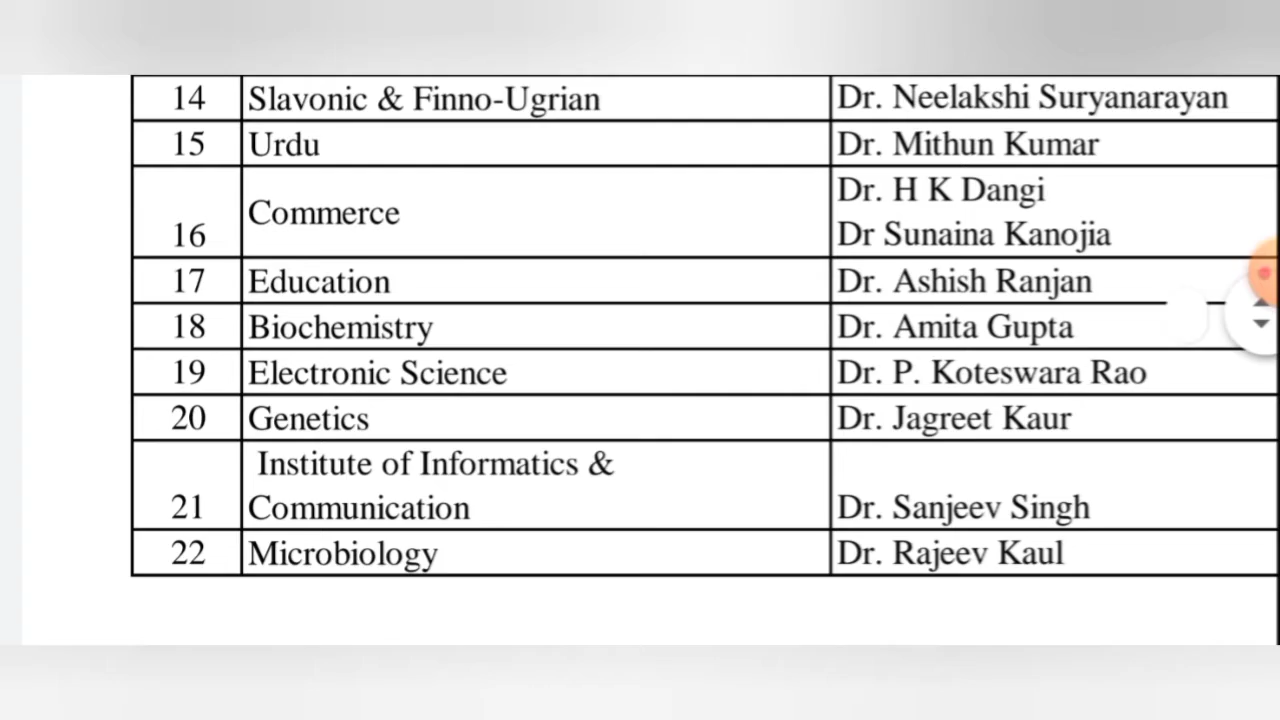 14 Slavonic & Finno-Ugrian Dr. Neelakshi Suryanarayan
15 Urdu Dr. Mithun Kumar
Dr. H K Dangi
Commerce
16 Dr Sunaina Kanojia
17 Education Dr. Ashish Ranjan
18 Biochemistry Dr. Amita Gupta
19 Electronic Science Dr. P. Koteswara Rao
20 Genetics Dr. Jagreet Kaur
Institute of Informatics &
21 Communication Dr. Sanjeev Singh
22 Microbiology Dr. Rajeev Kaul